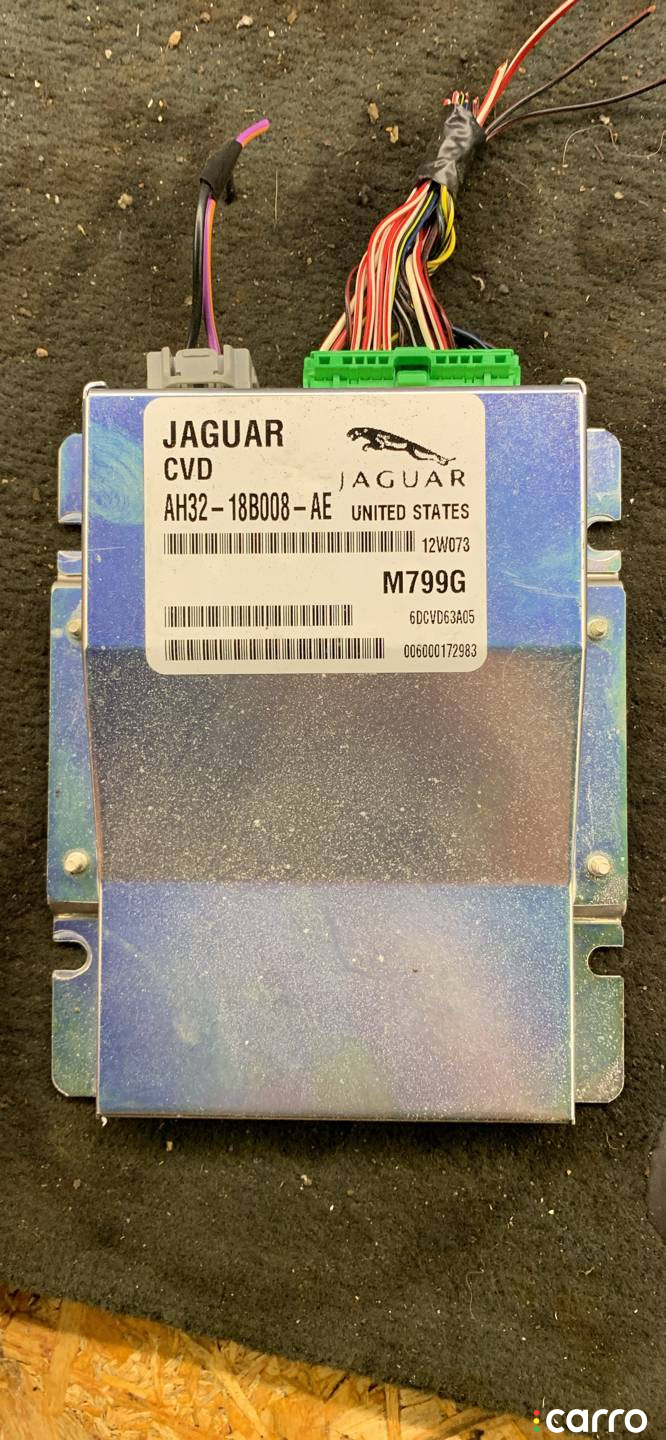 JAGUAR
CVD
JAGUAR
AH32-18B008-AE UNITED STATES
12W073
M799G
6DCVD63A05
006000172983
carro